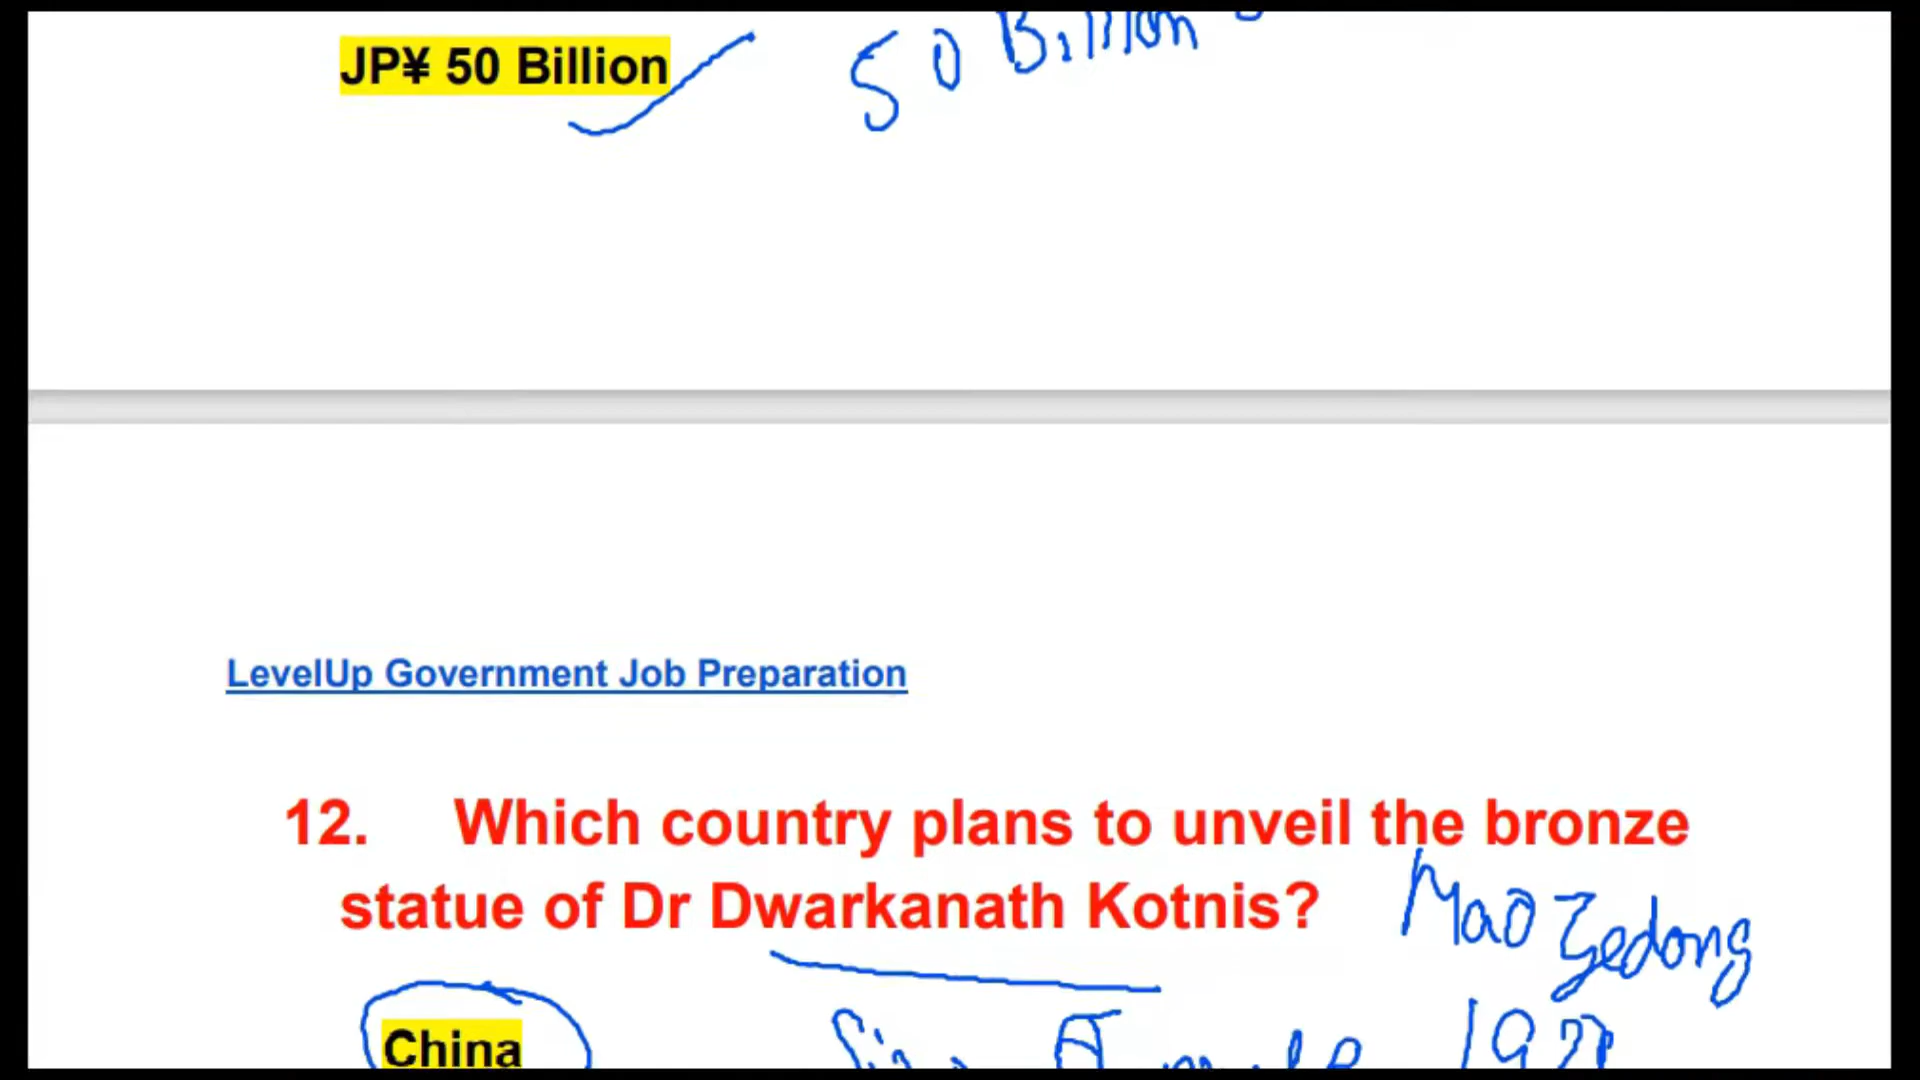 JP¥ 50 Billion
50 Billion
LevelUp Government Job Preparation
12. Which country plans to unveil the bronze
statue of Dr Dwarkanath Kotnis?
Mao Zedong
China